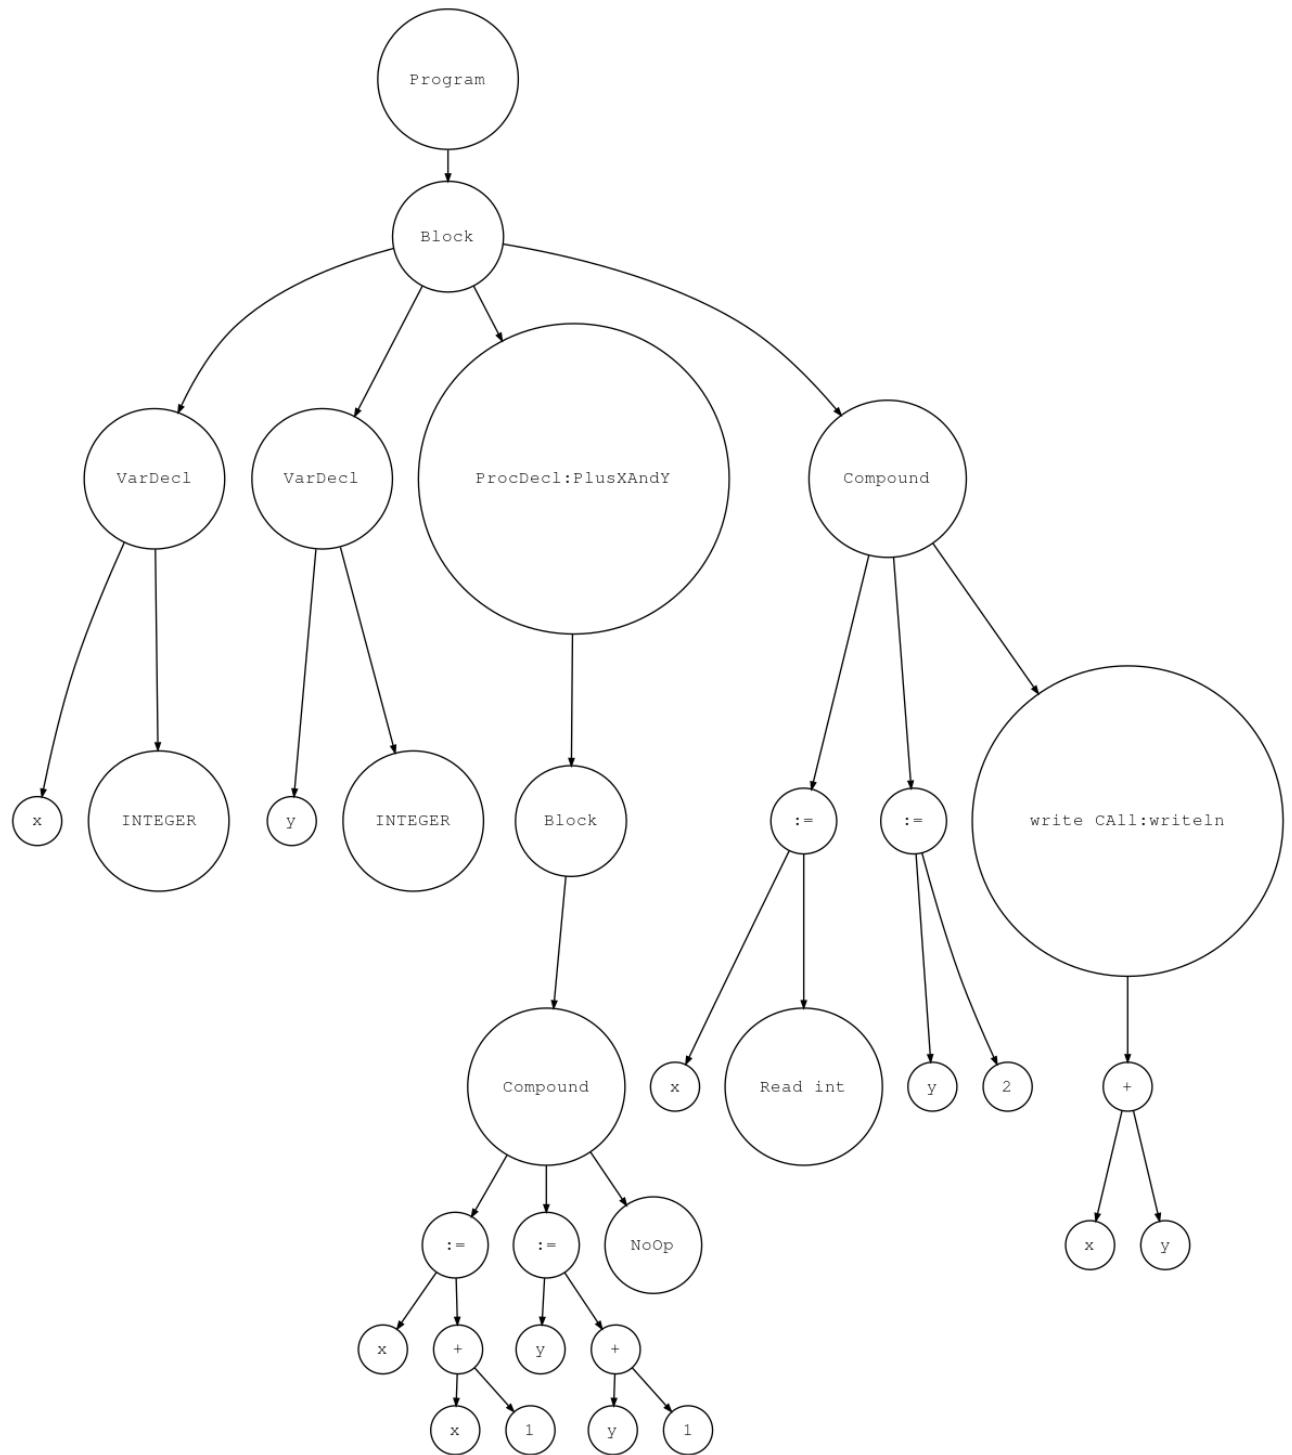 Program
Block
VarDecl
VarDecl
ProcDecl:PlusXAndY
Compound
x
INTEGER
y
INTEGER
Block
:=
:=
write CAll:writeln
Compound
x
Read int
y
2
+
:=
:=
NoOp
x
y
x
+
y
+
x
1
y
1